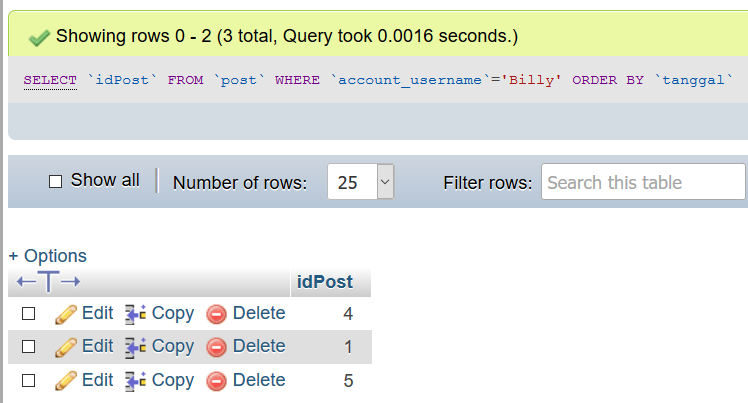 Showing rows 0 - 2 (3 total, Query took 0.0016 seconds.)
SELECT `idPost` FROM `post` WHERE `account_username`='Billy' ORDER BY `tanggal`
Show all Number of rows: 25 Filter rows: Search this table
+ Options
idPost
Edit Copy Delete 4
Edit Copy Delete 1
Edit Copy Delete 5